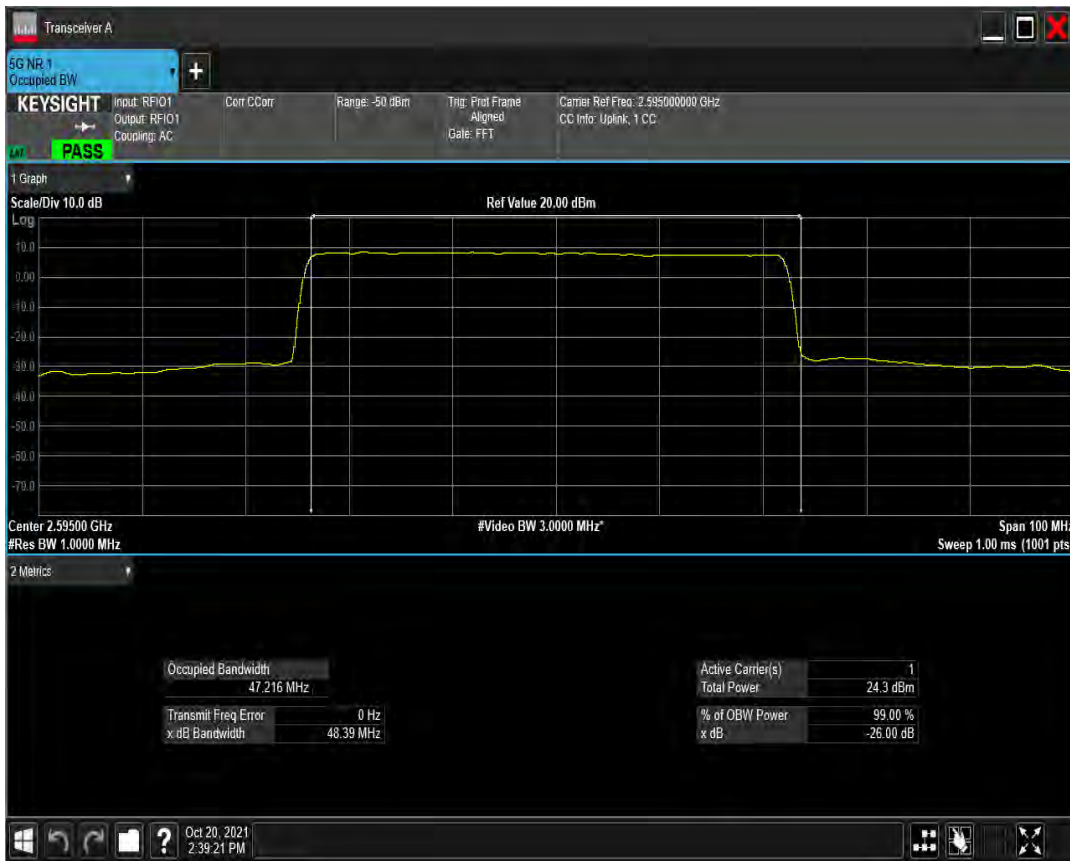 Transceiver A
5G NR 1
Occupied BW
+
KEYSIGHT
Input: RFIO1
Output: RFIO1
Coupling: AC
Corr CCorr
Range: -50 dBm
Trig: Prot Frame
Aligned
Gate: FFT
Carrier Ref Freq: 2.595000000 GHz
CC Info: Uplink, 1 CC
PASS
1 Graph
Scale/Div 10.0 dB
Ref Value 20.00 dBm
Log
10.0
0.00
-10.0
-20.0
-30.0
-40.0
-50.0
-60.0
-70.0
Center 2.59500 GHz
#Video BW 3.0000 MHz*
Span 100 MHz
#Res BW 1.0000 MHz
Sweep 1.00 ms (1001 pts
2 Metrics
Occupied Bandwidth
47.216 MHz
Transmit Freq Error 0 Hz
x dB Bandwidth 48.39 MHz
Active Carrier(s) 1
Total Power 24.3 dBm
% of OBW Power 99.00 %
x dB -26.00 dB
?
Oct 20, 2021
2:39:21 PM